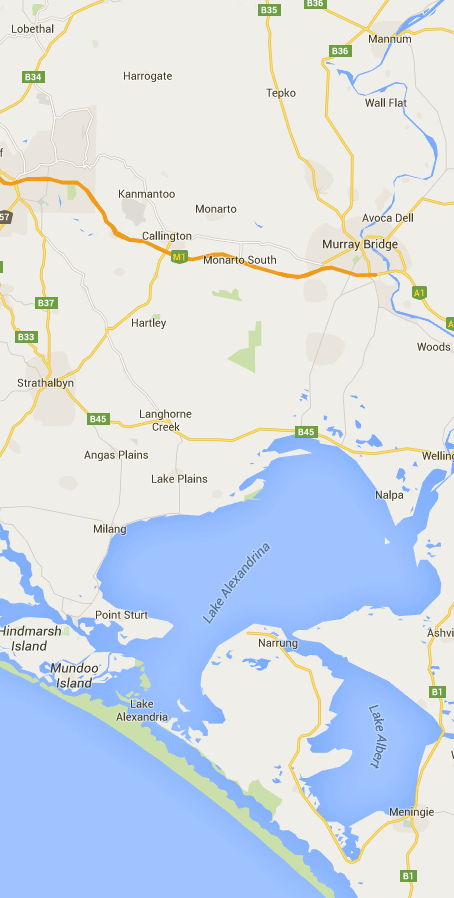 B36
B35
Lobethal
Mannum
B36
B34
Harrogate
Tepko
Wall Flat
f
Kanmantoo
Monarto
57
Avoca Dell
Callington
Murray Bridge
M1
Monarto South
A1
B37
Hartley
A
B33
Woods
Strathalbyn
Langhorne
Creek
B45
B45
Angas Plains
Welling
Lake Plains
Nalpa
Milang
Lake Alexandrina
Point Sturt
Hindmarsh
Island
Narrung
Ashvi
Mundoo
Island
B1
Lake
Alexandria
Lake Albert
Meningie
B1